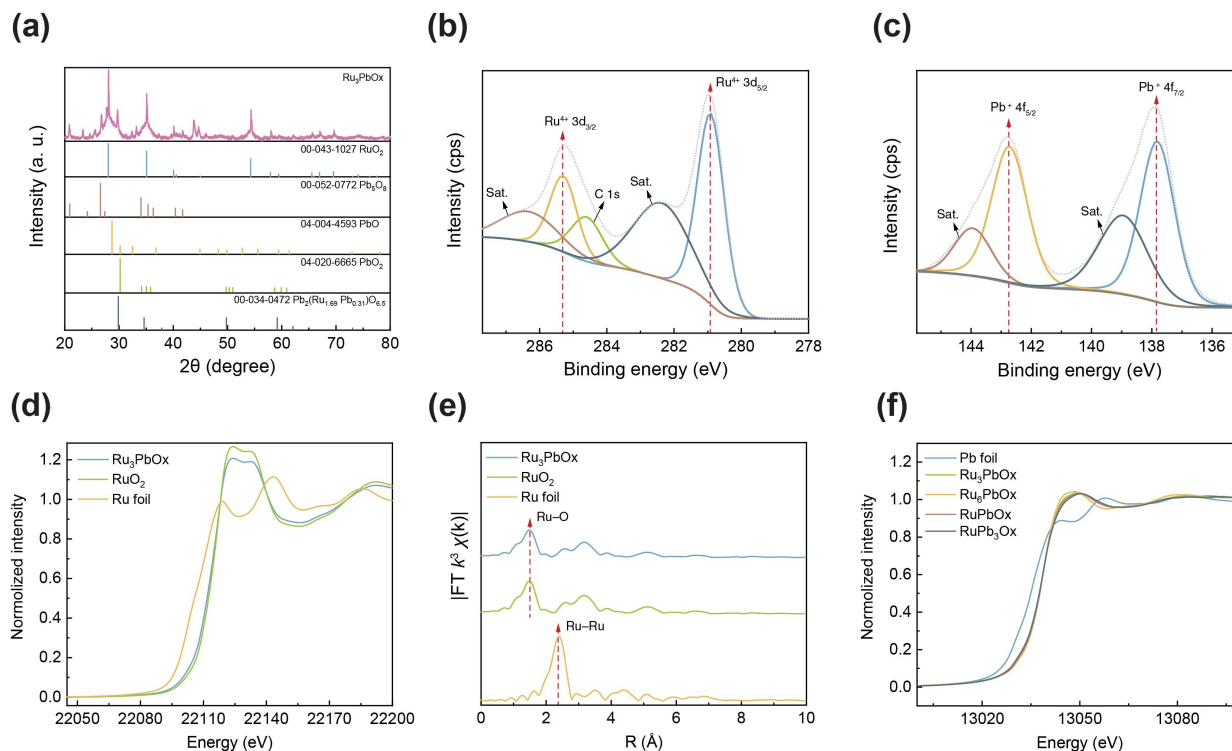 (a)
Ru₃PbOx
00-043-1027 RuO₂
00-052-0772 Pb₅O₈
04-004-4593 PbO
04-020-6665 PbO₂
00-034-0472 Pb₂(Ru₁.₆₉ Pb₀.₃₁)O₆.₅
Intensity (a. u.)
20 30 40 50 60 70 80
2θ (degree)
(b)
Ru⁴⁺ 3d₅/₂
Ru⁴⁺ 3d₃/₂
C 1s
Sat.
Sat.
Intensity (cps)
286 284 282 280 278
Binding energy (eV)
(c)
Pb⁺ 4f₇/₂
Pb⁺ 4f₅/₂
Sat.
Sat.
Intensity (cps)
144 142 140 138 136
Binding energy (eV)
(d)
Ru₃PbOx
RuO₂
Ru foil
Normalized intensity
1.2
1.0
0.8
0.6
0.4
0.2
0.0
22050 22080 22110 22140 22170 22200
Energy (eV)
(e)
Ru₃PbOx
RuO₂
Ru foil
Ru–O
Ru–Ru
|FT k³ χ(k)|
0 2 4 6 8 10
R (Å)
(f)
Pb foil
Ru₃PbOx
Ru₆PbOx
RuPbOx
RuPb₃Ox
Normalized intensity
1.2
1.0
0.8
0.6
0.4
0.2
0.0
13020 13050 13080
Energy (eV)